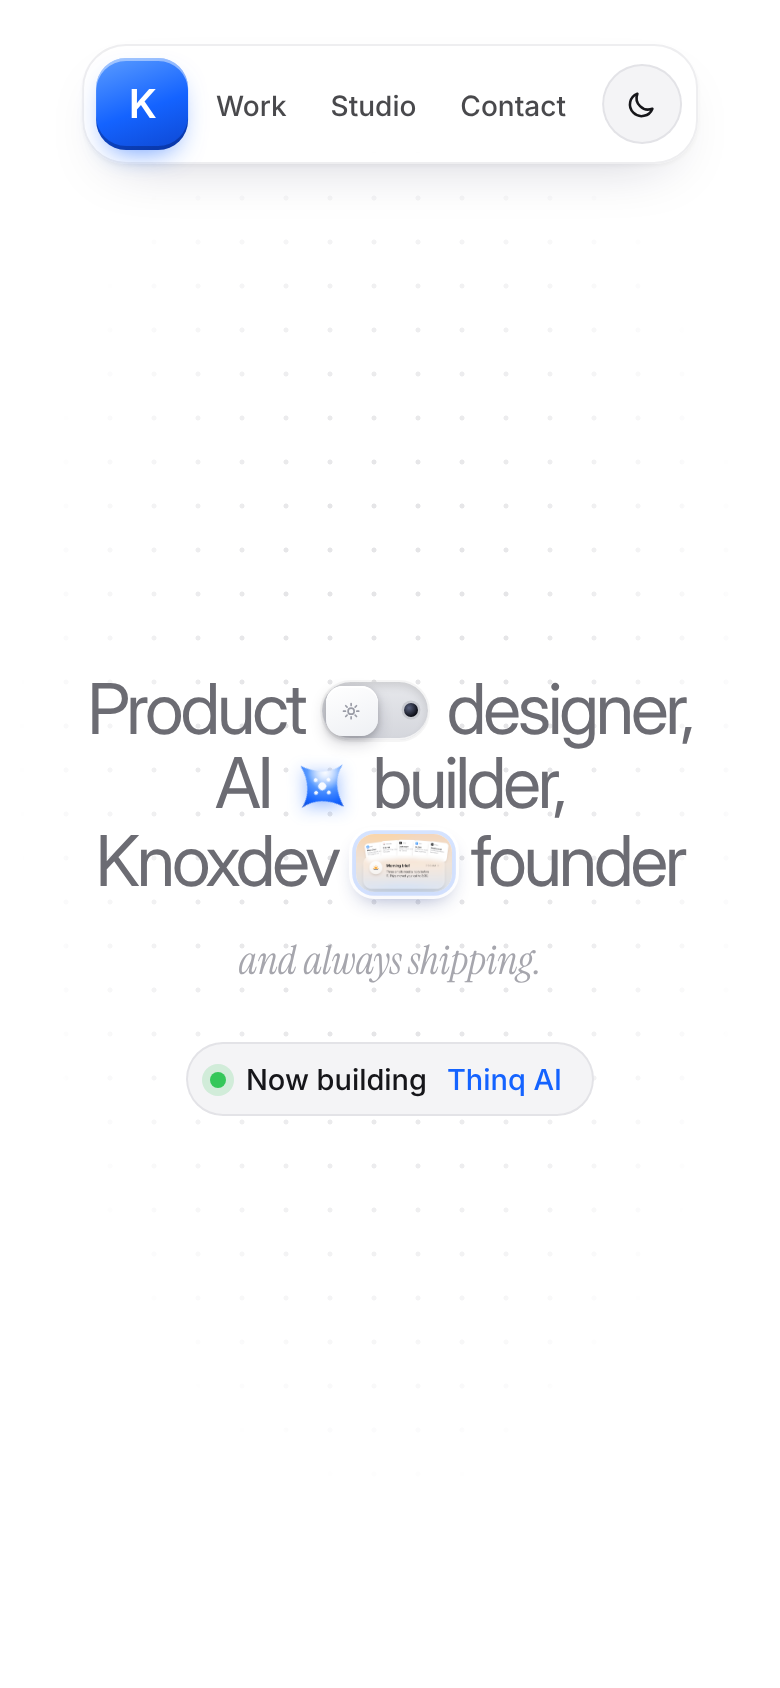 K
Work Studio Contact
Product designer,
AI builder,
Knoxdev founder
and always shipping.
Now building Thinq AI